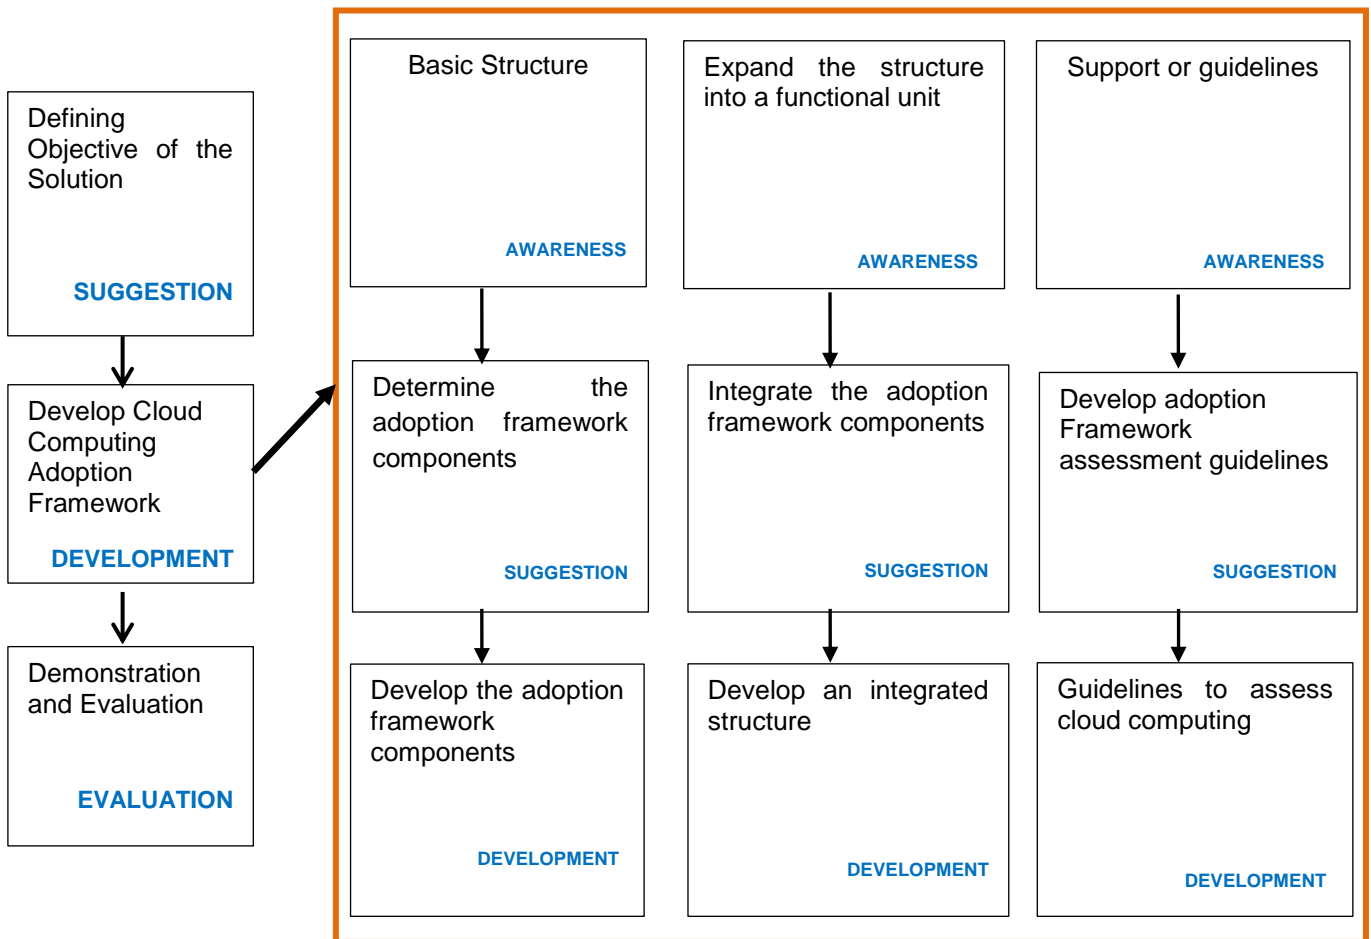 Defining
Objective of the
Solution
SUGGESTION
Develop Cloud
Computing
Adoption
Framework
DEVELOPMENT
Demonstration
and Evaluation
EVALUATION
Basic Structure
AWARENESS
Determine the
adoption framework
components
SUGGESTION
Develop the adoption
framework
components
DEVELOPMENT
Expand the structure
into a functional unit
AWARENESS
Integrate the adoption
framework components
SUGGESTION
Develop an integrated
structure
DEVELOPMENT
Support or guidelines
AWARENESS
Develop adoption
Framework
assessment guidelines
SUGGESTION
Guidelines to assess
cloud computing
DEVELOPMENT